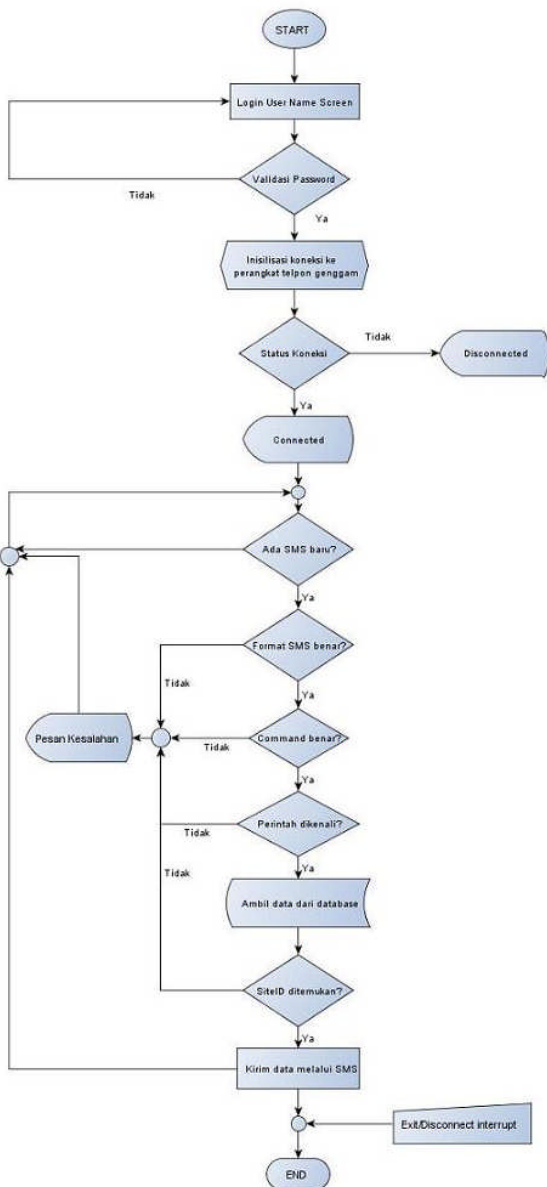 START
Login User Name Screen
Validasi Password
Tidak
Ya
Inisilisasi koneksi ke
perangkat telpon genggam
Status Koneksi
Tidak
Disconnected
Ya
Connected
Ada SMS baru?
Ya
Format SMS benar?
Tidak
Ya
Pesan Kesalahan
Command benar?
Tidak
Ya
Perintah dikenali?
Tidak
Ya
Tidak
Ambil data dari database
SiteID ditemukan?
Ya
Kirim data melalui SMS
Exit/Disconnect interrupt
END